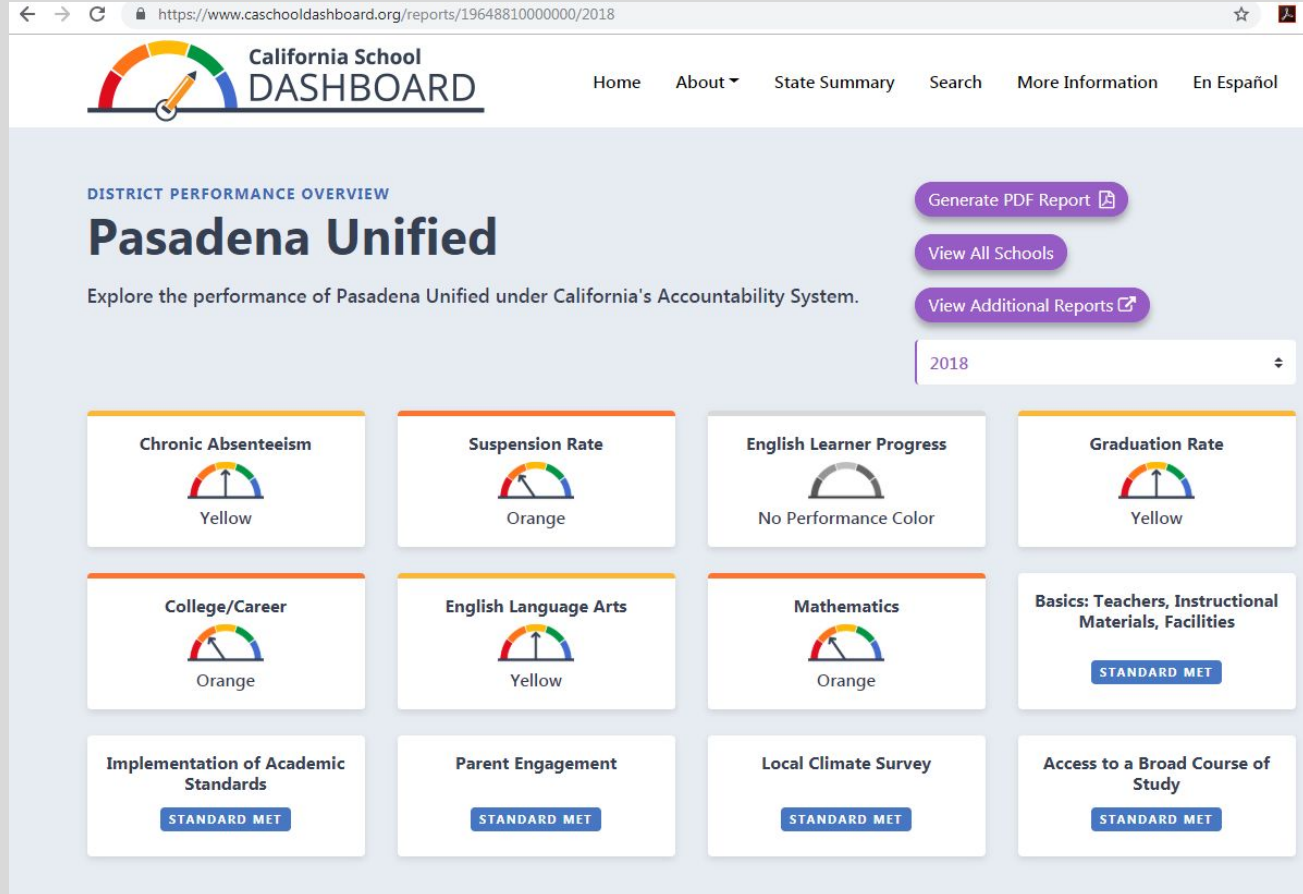 https://www.caschooldashboard.org/reports/19648810000000/2018
California School
DASHBOARD
Home About State Summary Search More Information En Español
DISTRICT PERFORMANCE OVERVIEW
Pasadena Unified
Explore the performance of Pasadena Unified under California's Accountability System.
Generate PDF Report
View All Schools
View Additional Reports
2018
Chronic Absenteeism
Yellow
Suspension Rate
Orange
English Learner Progress
No Performance Color
Graduation Rate
Yellow
College/Career
Orange
English Language Arts
Yellow
Mathematics
Orange
Basics: Teachers, Instructional
Materials, Facilities
STANDARD MET
Implementation of Academic
Standards
STANDARD MET
Parent Engagement
STANDARD MET
Local Climate Survey
STANDARD MET
Access to a Broad Course of
Study
STANDARD MET